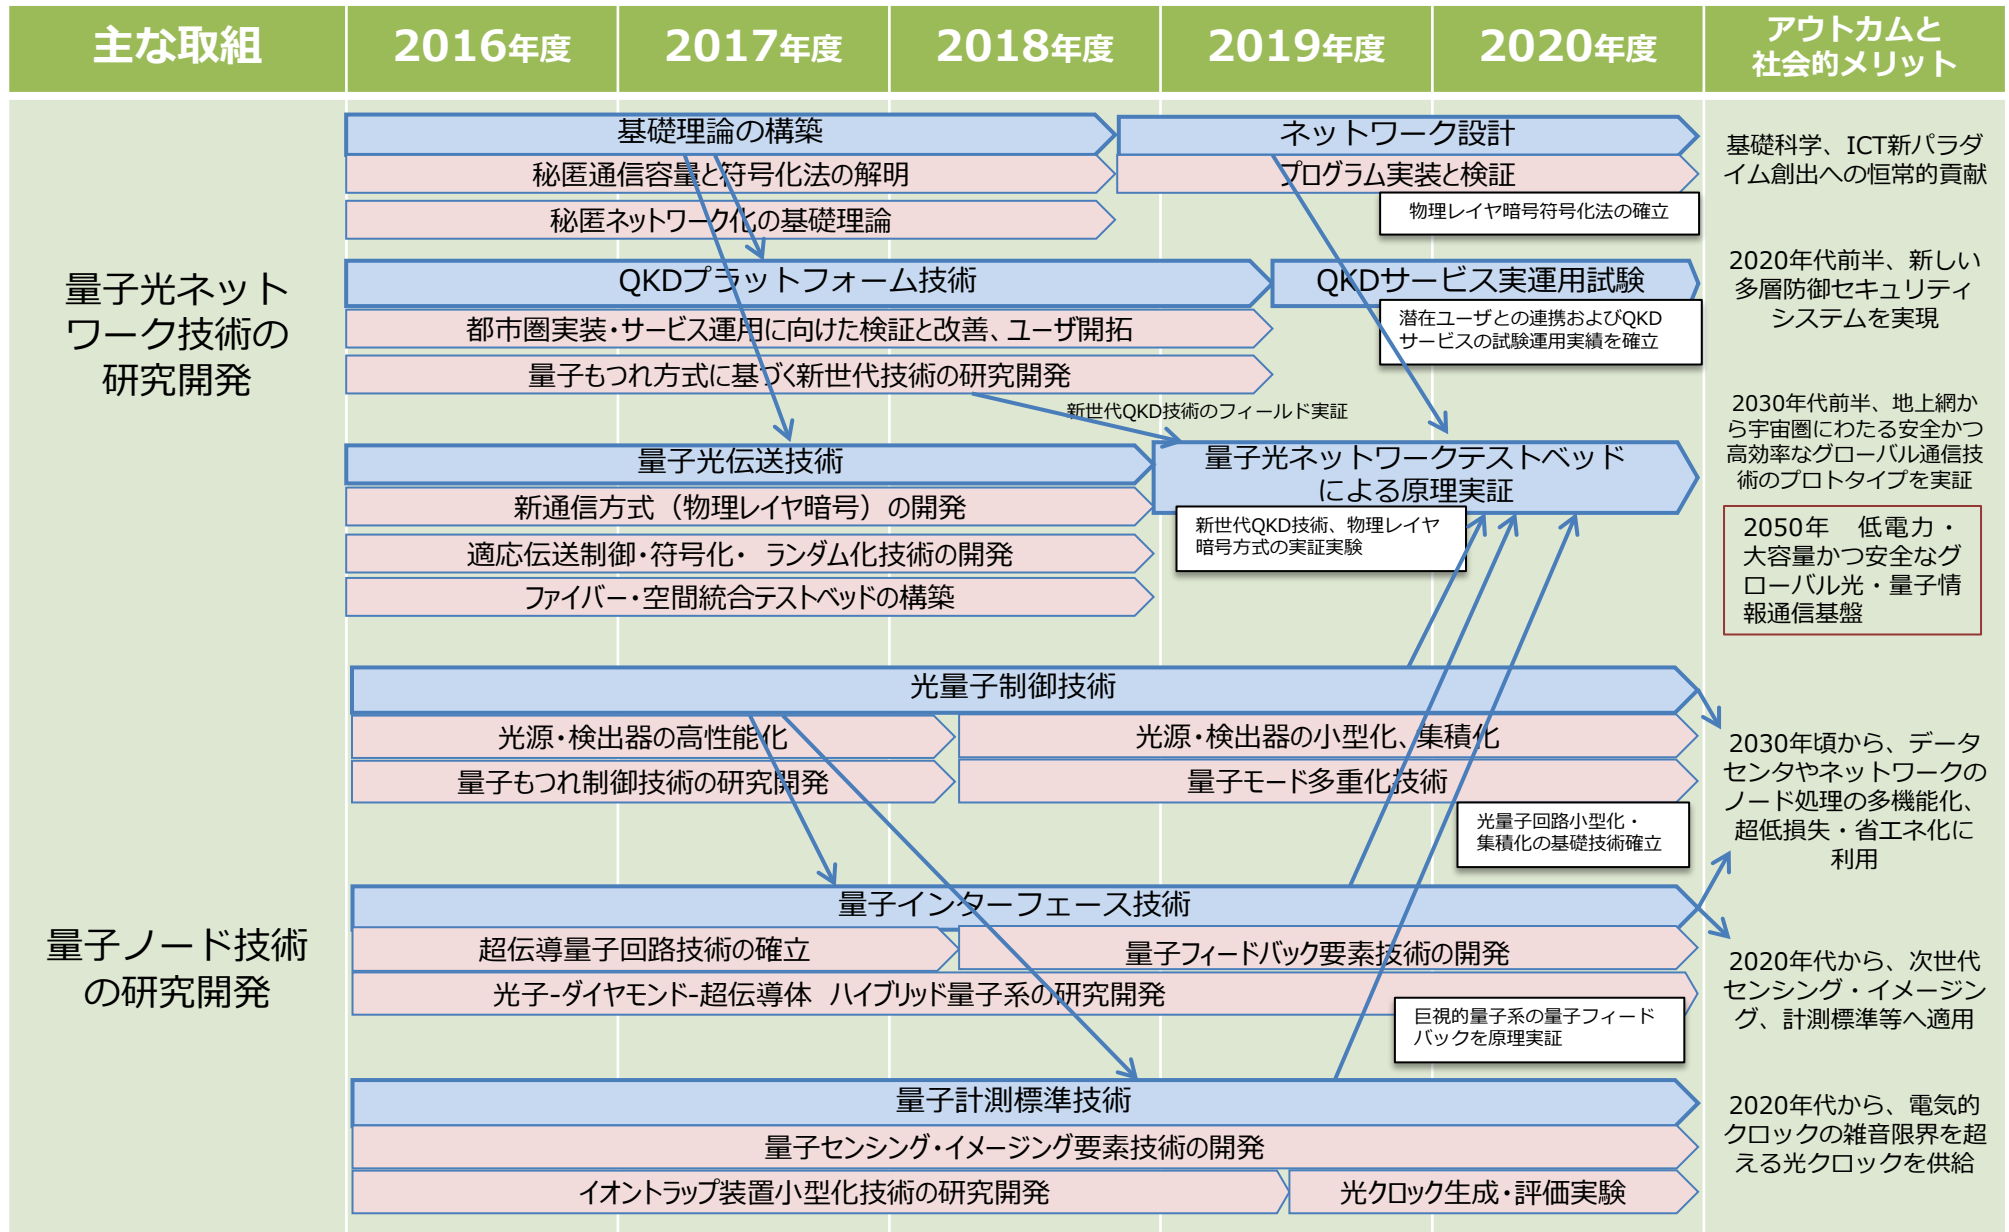 主な取組
2016年度
2017年度
2018年度
2019年度
2020年度
アウトカムと
社会的メリット
量子光ネット
ワーク技術の
研究開発
基礎理論の構築
ネットワーク設計
秘匿通信容量と符号化法の解明
プログラム実装と検証
秘匿ネットワーク化の基礎理論
物理レイヤ暗号符号化法の確立
QKDプラットフォーム技術
QKDサービス実運用試験
都市圏実装・サービス運用に向けた検証と改善、ユーザ開拓
潜在ユーザとの連携およびQKD
サービスの試験運用実績を確立
量子もつれ方式に基づく新世代技術の研究開発
新世代QKD技術のフィールド実証
量子光伝送技術
量子光ネットワークテストベッド
による原理実証
新通信方式（物理レイヤ暗号）の開発
新世代QKD技術、物理レイヤ
暗号方式の実証実験
適応伝送制御・符号化・ ランダム化技術の開発
ファイバー・空間統合テストベッドの構築
基礎科学、ICT新パラダ
イム創出への恒常的貢献
2020年代前半、新しい
多層防御セキュリティ
システムを実現
2030年代前半、地上網か
ら宇宙圏にわたる安全かつ
高効率なグローバル通信技
術のプロトタイプを実証
2050年 低電力・
大容量かつ安全なグ
ローバル光・量子情
報通信基盤
量子ノード技術
の研究開発
光量子制御技術
光源・検出器の高性能化
光源・検出器の小型化、集積化
量子もつれ制御技術の研究開発
量子モード多重化技術
光量子回路小型化・
集積化の基礎技術確立
量子インターフェース技術
超伝導量子回路技術の確立
量子フィードバック要素技術の開発
光子-ダイヤモンド-超伝導体 ハイブリッド量子系の研究開発
巨視的量子系の量子フィード
バックを原理実証
量子計測標準技術
量子センシング・イメージング要素技術の開発
イオントラップ装置小型化技術の研究開発
光クロック生成・評価実験
2030年頃から、データ
センタやネットワークの
ノード処理の多機能化、
超低損失・省エネ化に
利用
2020年代から、次世代
センシング・イメージン
グ、計測標準等へ適用
2020年代から、電気的
クロックの雑音限界を超
える光クロックを供給